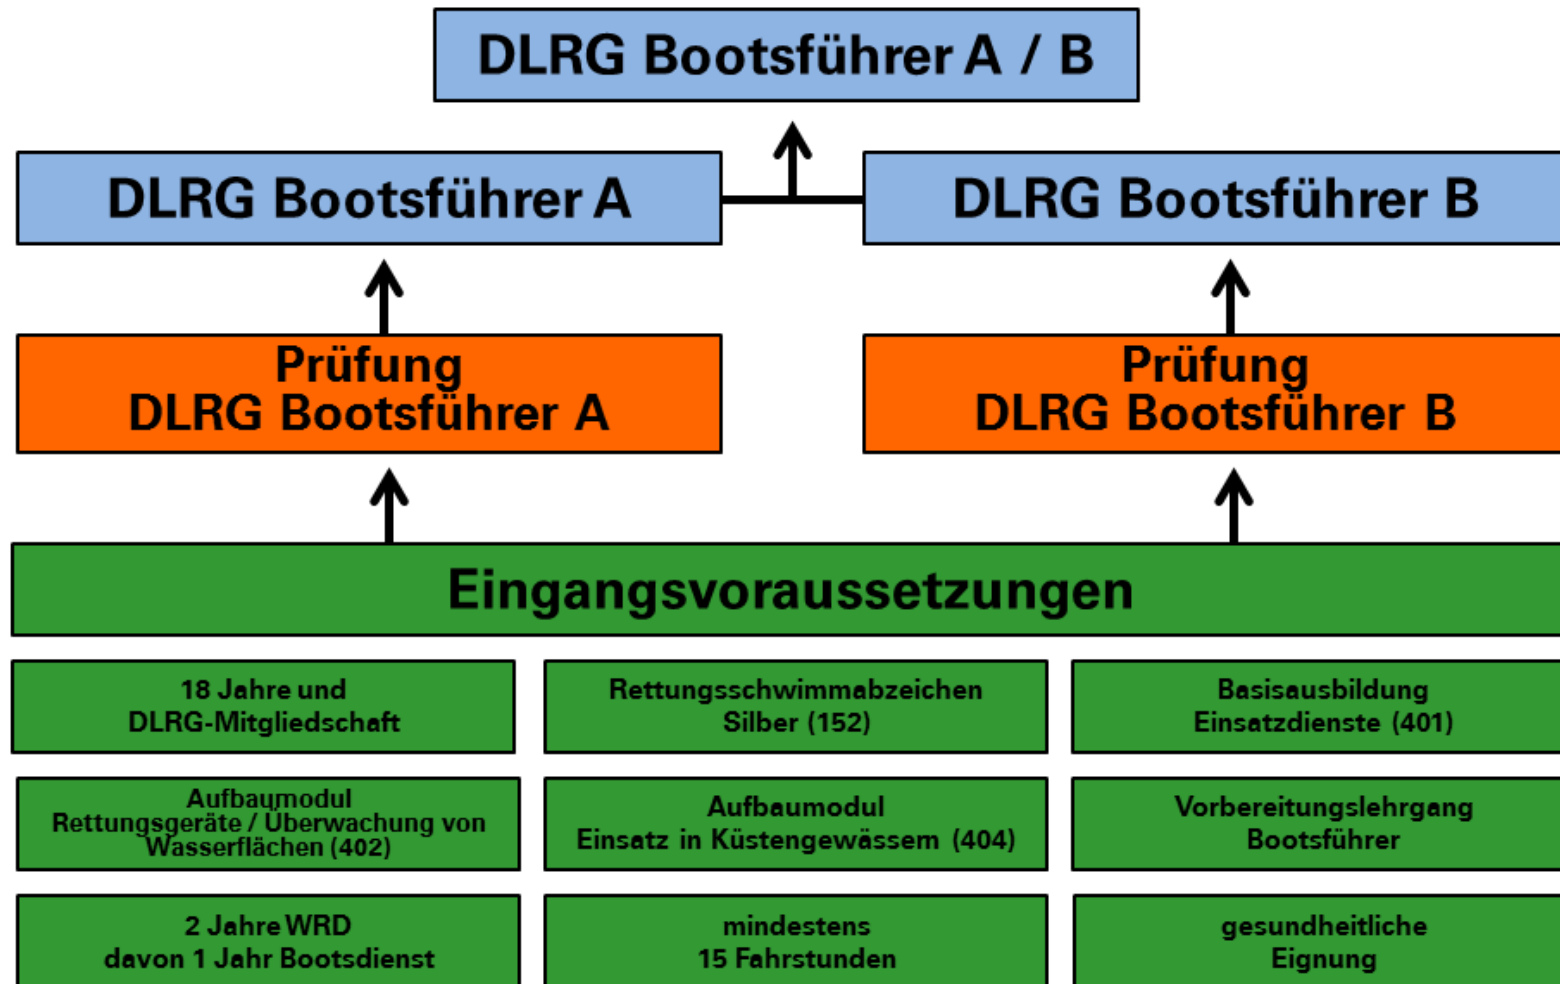 DLRG Bootsführer A / B
DLRG Bootsführer A
DLRG Bootsführer B
Prüfung
DLRG Bootsführer A
Prüfung
DLRG Bootsführer B
Eingangsvoraussetzungen
18 Jahre und
DLRG-Mitgliedschaft
Rettungsschwimmabzeichen
Silber (152)
Basisausbildung
Einsatzdienste (401)
Aufbaumodul
Rettungsgeräte / Überwachung von
Wasserflächen (402)
Aufbaumodul
Einsatz in Küstengewässern (404)
Vorbereitungslehrgang
Bootsführer
2 Jahre WRD
davon 1 Jahr Bootsdienst
mindestens
15 Fahrstunden
gesundheitliche
Eignung